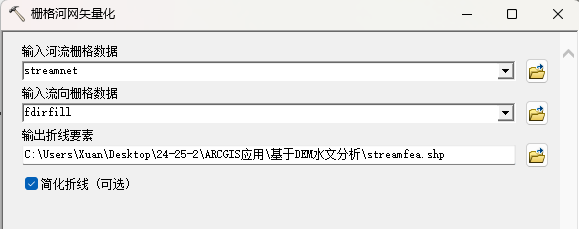 栅格河网矢量化
输入河流栅格数据
streamnet
输入流向栅格数据
fdirfill
输出折线要素
C:\Users\Xuan\Desktop\24-25-2\ARCGIS应用\基于DEM水文分析\streamfea.shp
简化折线（可选）